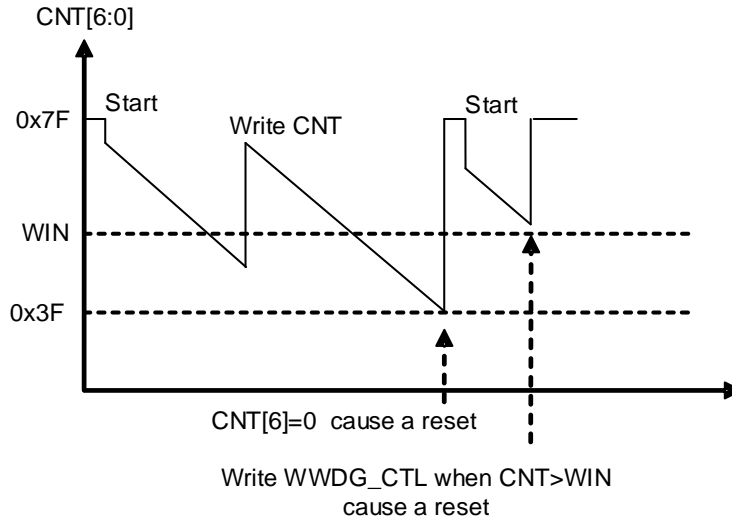 CNT[6:0]
Start
Start
0x7F
Write CNT
WIN
0x3F
CNT[6]=0 cause a reset
Write WWDG_CTL when CNT>WIN
cause a reset